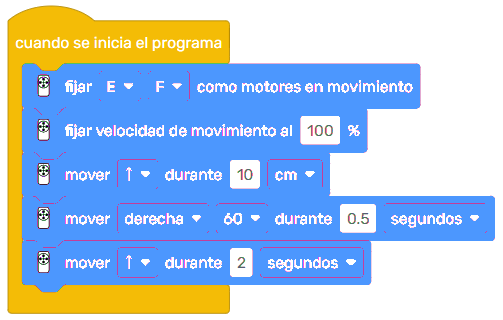 cuando se inicia el programa
fijar E F como motores en movimiento
fijar velocidad de movimiento al 100 %
mover ↑ durante 10 cm
mover derecha 60 durante 0.5 segundos
mover ↑ durante 2 segundos